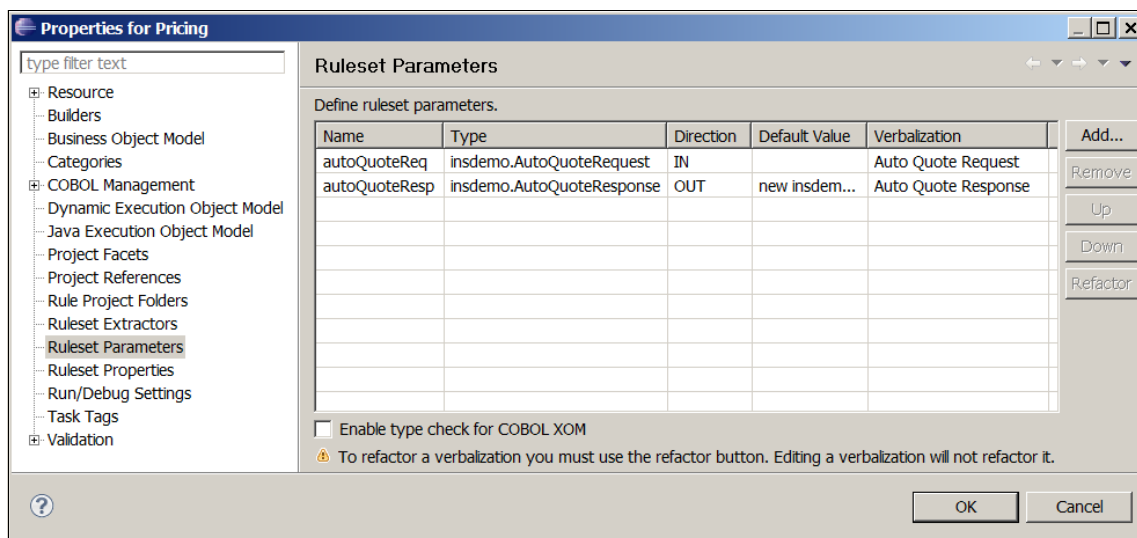 Properties for Pricing
type filter text
Resource
Builders
Business Object Model
Categories
COBOL Management
Dynamic Execution Object Model
Java Execution Object Model
Project Facets
Project References
Rule Project Folders
Ruleset Extractors
Ruleset Parameters
Ruleset Properties
Run/Debug Settings
Task Tags
Validation
Ruleset Parameters
Define ruleset parameters.
Name Type Direction Default Value Verbalization
autoQuoteReq insdemo.AutoQuoteRequest IN Auto Quote Request
autoQuoteResp insdemo.AutoQuoteResponse OUT new insdem... Auto Quote Response
Add...
Remove
Up
Down
Refactor
Enable type check for COBOL XOM
To refactor a verbalization you must use the refactor button. Editing a verbalization will not refactor it.
OK Cancel